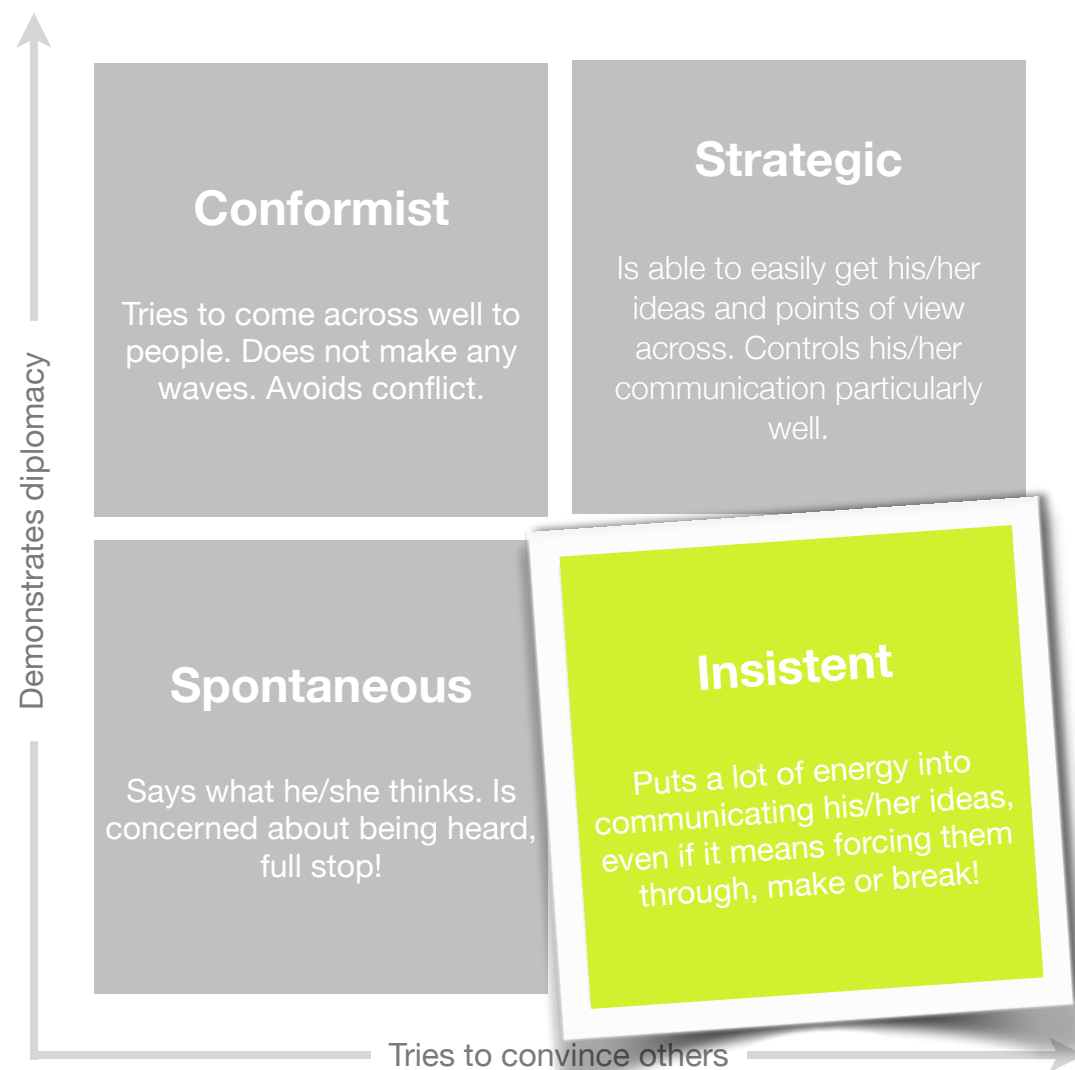 Demonstrates diplomacy
Conformist
Tries to come across well to
people. Does not make any
waves. Avoids conflict.
Strategic
Is able to easily get his/her
ideas and points of view
across. Controls his/her
communication particularly
well.
Spontaneous
Says what he/she thinks. Is
concerned about being heard,
full stop!
Insistent
Puts a lot of energy into
communicating his/her ideas,
even if it means forcing them
through, make or break!
Tries to convince others